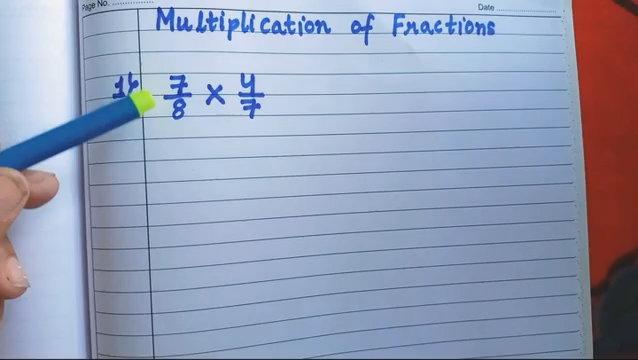 Page No. ............
Date ....................
Multiplication of Fractions
7/8 × 4/7